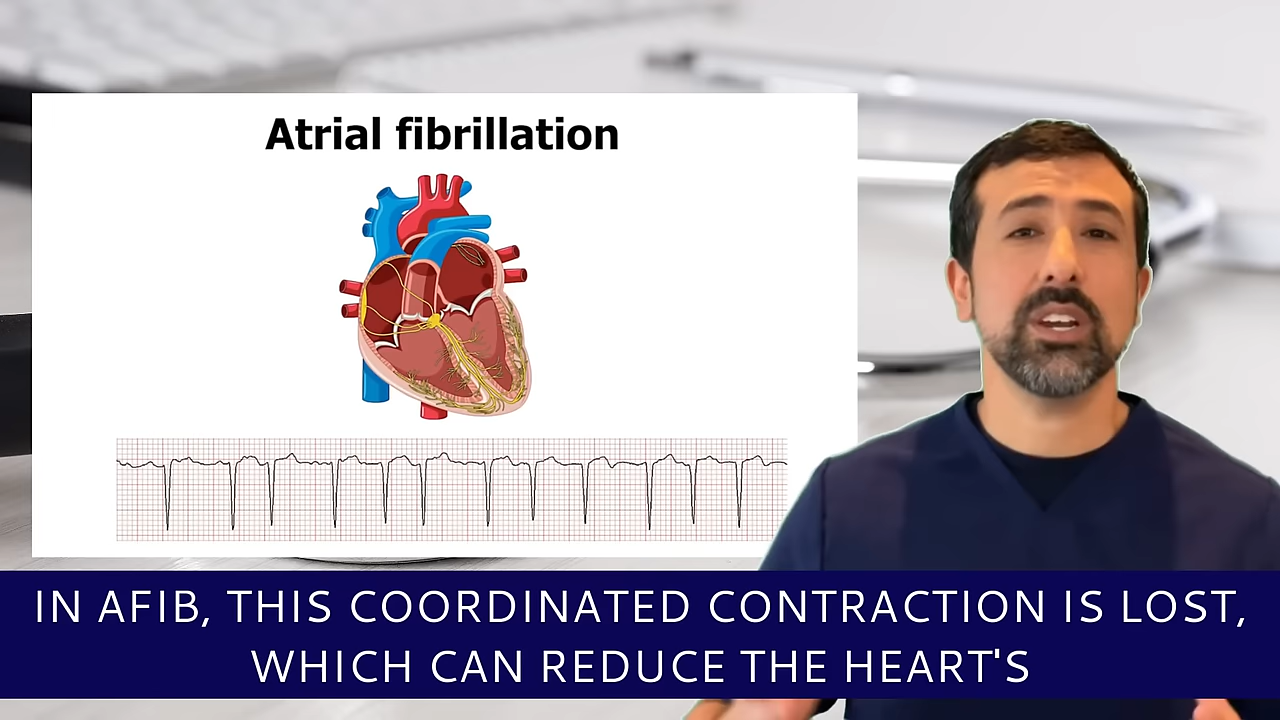 Atrial fibrillation
IN AFIB, THIS COORDINATED CONTRACTION IS LOST,
WHICH CAN REDUCE THE HEART'S